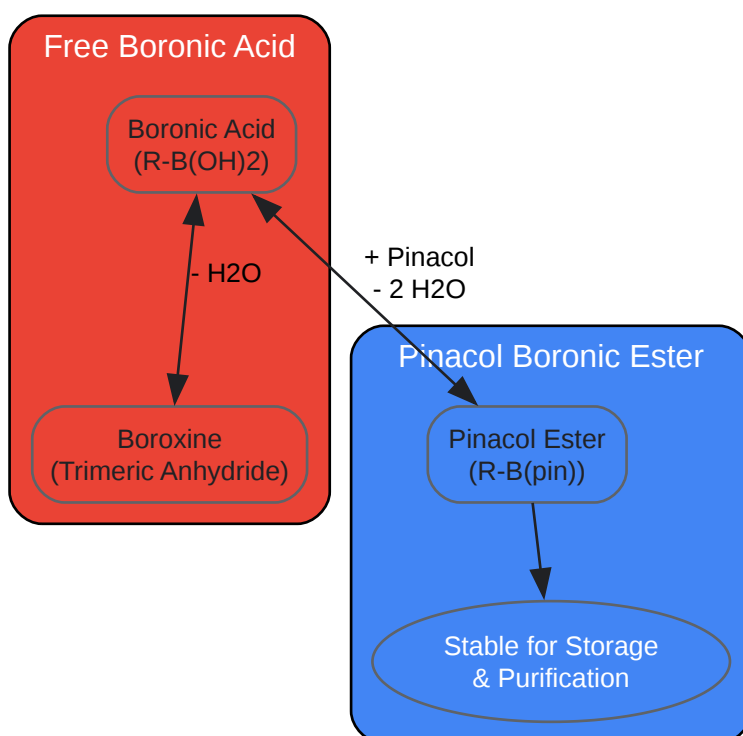 Free Boronic Acid
Boronic Acid
(R-B(OH)2)
- H2O
+ Pinacol
- 2 H2O
Boroxine
(Trimeric Anhydride)
Pinacol Boronic Ester
Pinacol Ester
(R-B(pin))
Stable for Storage
& Purification